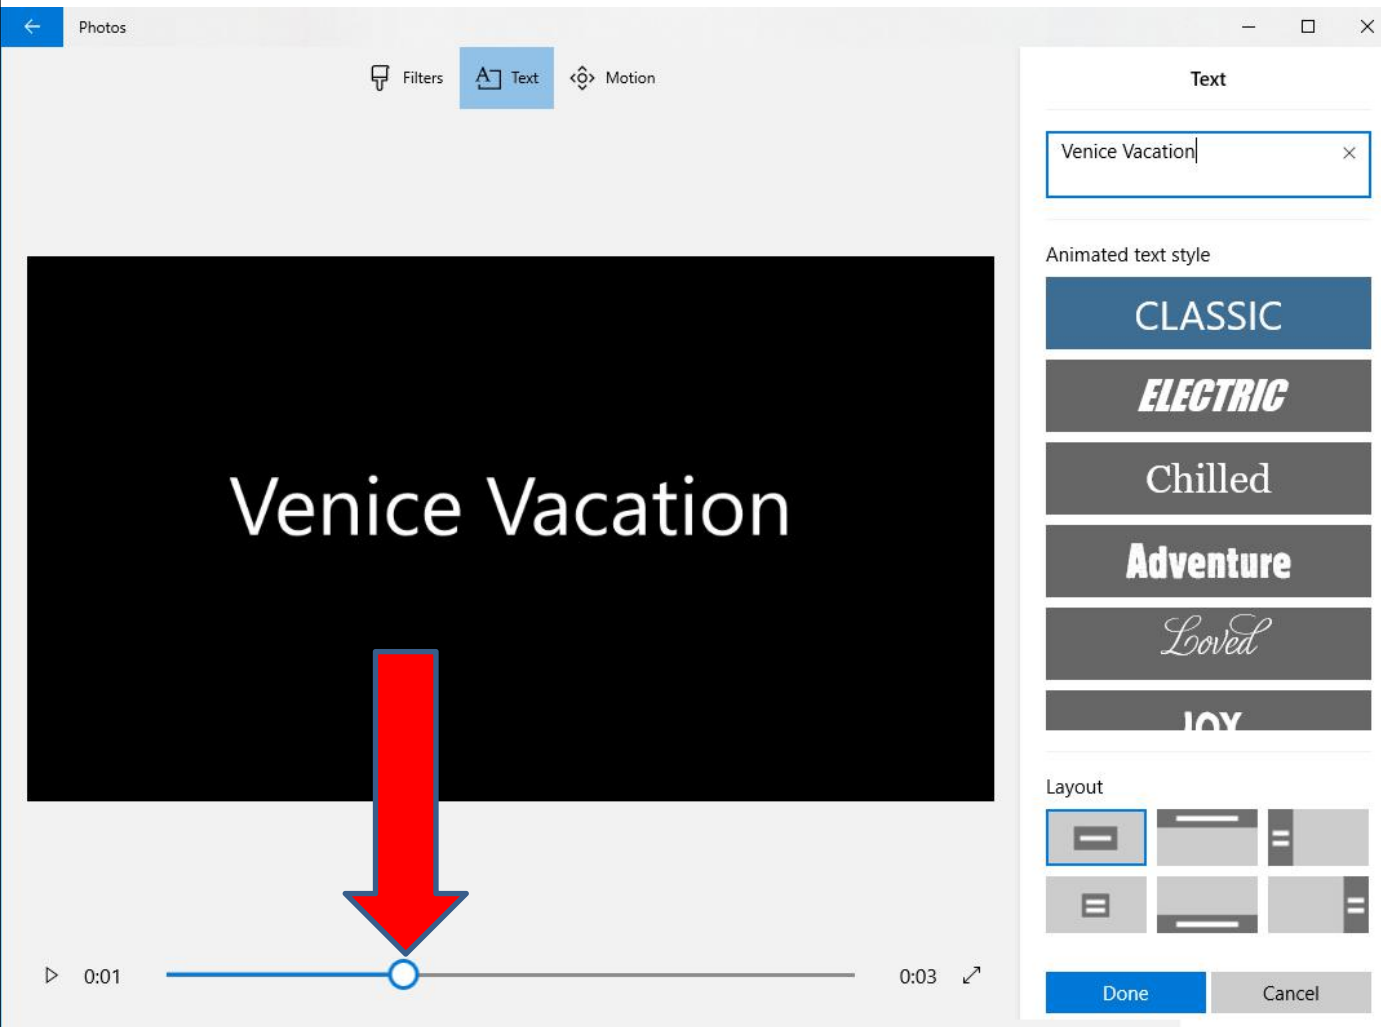 Photos
Filters
Text
Motion
Text
Venice Vacation
Animated text style
CLASSIC
ELECTRIC
Chilled
Adventure
Loved
JOY
Venice Vacation
Layout
0:01
0:03
Done
Cancel